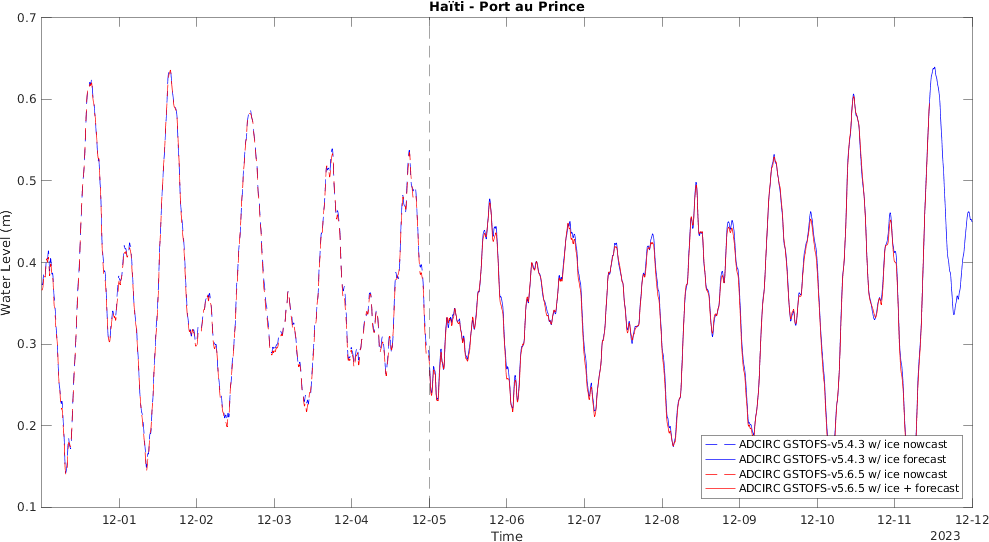 Haïti - Port au Prince
Water Level (m)
0.7
0.6
0.5
0.4
0.3
0.2
0.1
ADCIRC GSTOFS-v5.4.3 w/ ice nowcast
ADCIRC GSTOFS-v5.4.3 w/ ice forecast
ADCIRC GSTOFS-v5.6.5 w/ ice nowcast
ADCIRC GSTOFS-v5.6.5 w/ ice + forecast
12-01 12-02 12-03 12-04 12-05 12-06 12-07 12-08 12-09 12-10 12-11 12-12
Time
2023